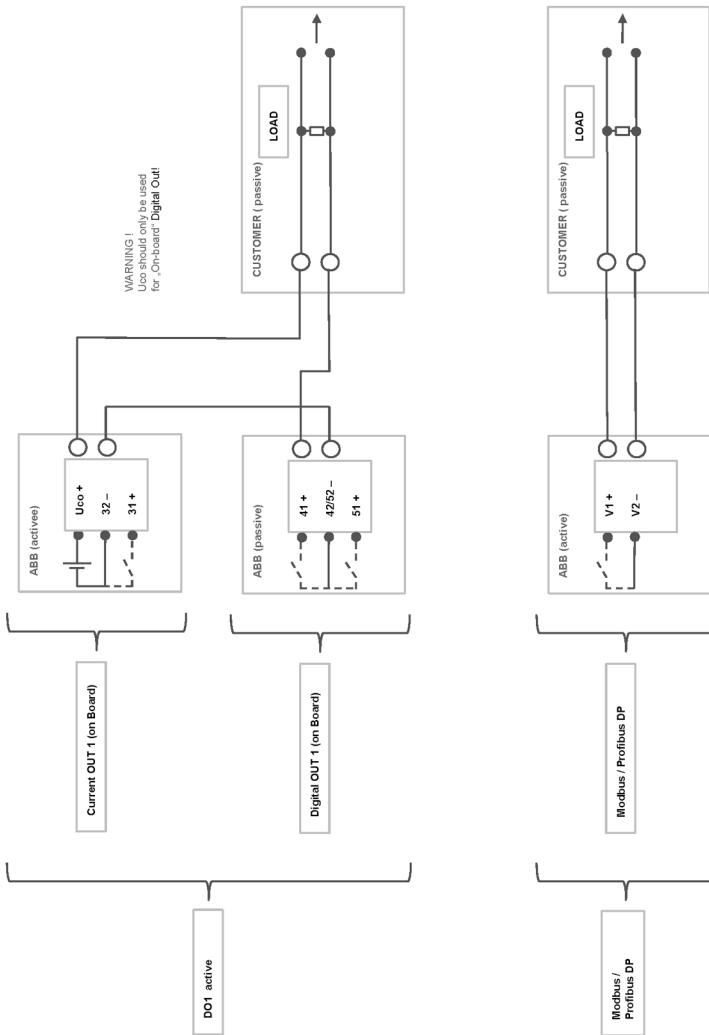 DO1 active
Current OUT 1 (on Board)
ABB (activee)
Uco +
32 –
31 +
WARNING !
Uco should only be used
for „On-board“ Digital Out!
Digital OUT 1 (on Board)
ABB (passive)
41 +
42/52 –
51 +
CUSTOMER ( passive)
LOAD
Modbus /
Profibus DP
Modbus / Profibus DP
ABB (active)
V1 +
V2 –
CUSTOMER ( passive)
LOAD